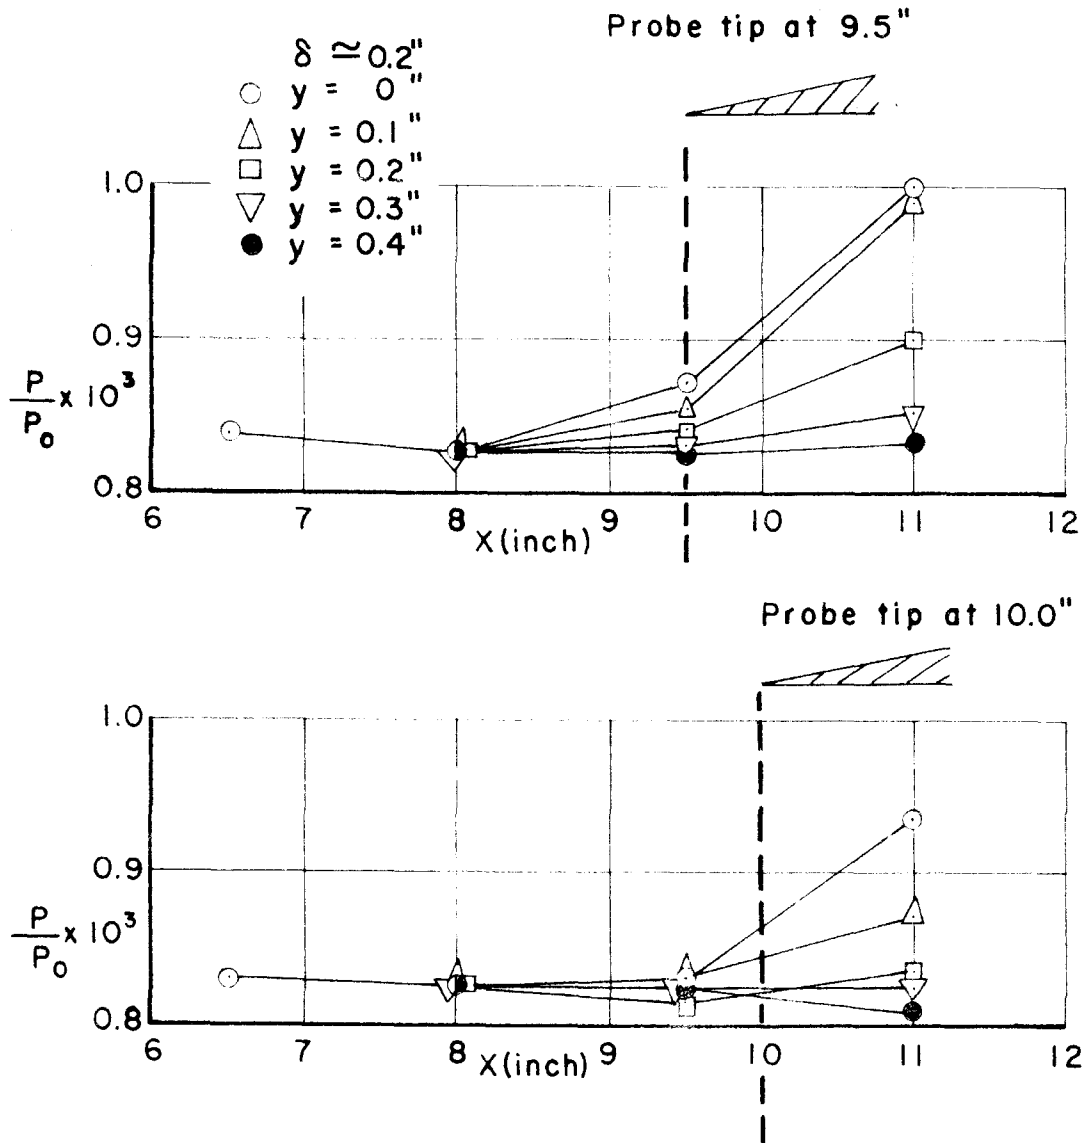 Probe tip at 9.5"
δ ≃ 0.2"
y = 0"
y = 0.1"
y = 0.2"
y = 0.3"
y = 0.4"
1.0
0.9
P/P₀ x 10³
0.8
6 7 8 9 10 11 12
X(inch)
Probe tip at 10.0"
1.0
0.9
P/P₀ x 10³
0.8
6 7 8 9 10 11 12
X(inch)